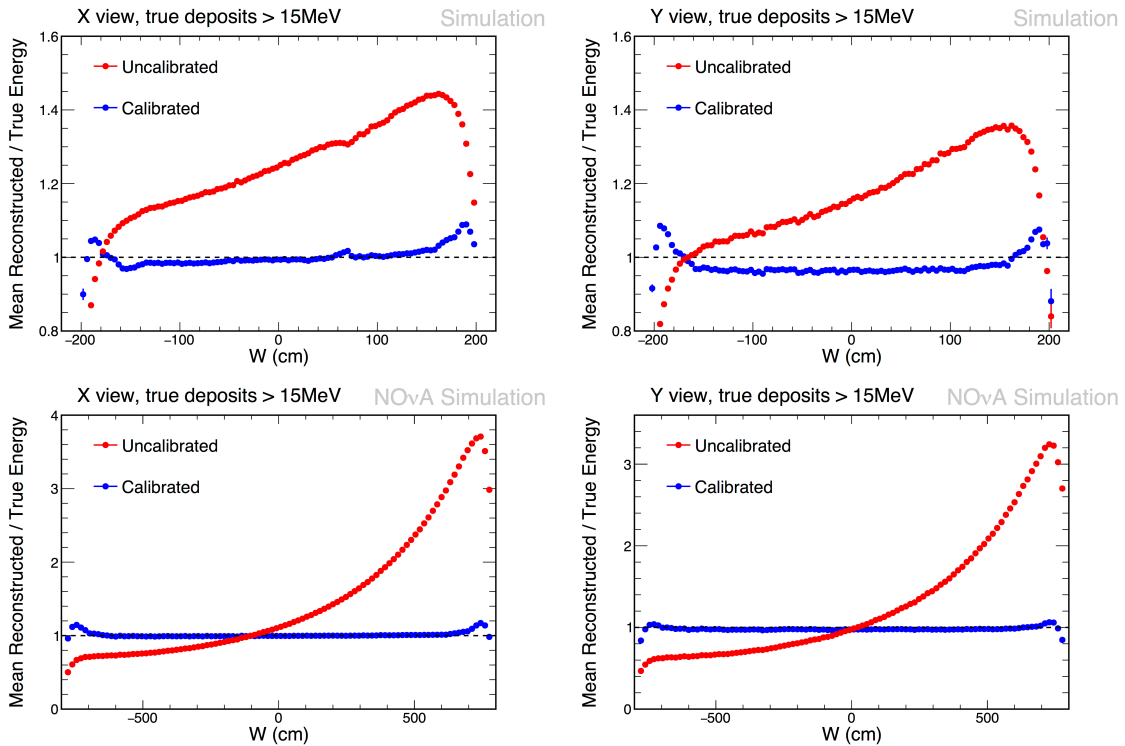 X view, true deposits > 15MeV Simulation
Mean Reconstructed / True Energy
1.6
1.4
1.2
1
0.8
Uncalibrated
Calibrated
−200 −100 0 100 200
W (cm)
Y view, true deposits > 15MeV Simulation
Mean Reconstructed / True Energy
1.6
1.4
1.2
1
0.8
Uncalibrated
Calibrated
−200 −100 0 100 200
W (cm)
X view, true deposits > 15MeV NOνA Simulation
Mean Reconstructed / True Energy
4
3
2
1
0
Uncalibrated
Calibrated
−500 0 500
W (cm)
Y view, true deposits > 15MeV NOνA Simulation
Mean Reconstructed / True Energy
3
2
1
0
Uncalibrated
Calibrated
−500 0 500
W (cm)